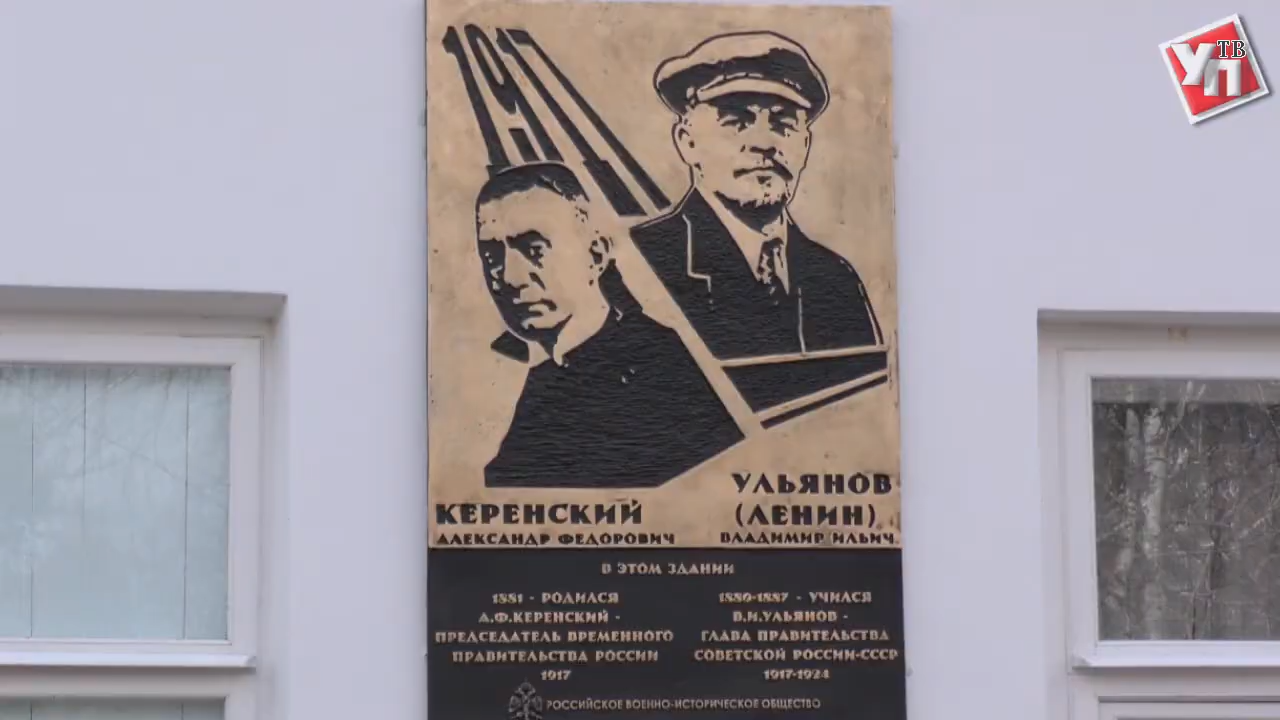 ТВ
УП
1917
КЕРЕНСКИЙ
АЛЕКСАНДР ФЕДОРОВИЧ
УЛЬЯНОВ
(ЛЕНИН)
ВЛАДИМИР ИЛЬИЧ
В ЭТОМ ЗДАНИИ
1881 - РОДИЛСЯ
А.Ф.КЕРЕНСКИЙ -
ПРЕДСЕДАТЕЛЬ ВРЕМЕННОГО
ПРАВИТЕЛЬСТВА РОССИИ
1917
1880-1887 - УЧИЛСЯ
В.И.УЛЬЯНОВ -
ГЛАВА ПРАВИТЕЛЬСТВА
СОВЕТСКОЙ РОССИИ-СССР
1917-1924
РОССИЙСКОЕ ВОЕННО-ИСТОРИЧЕСКОЕ ОБЩЕСТВО